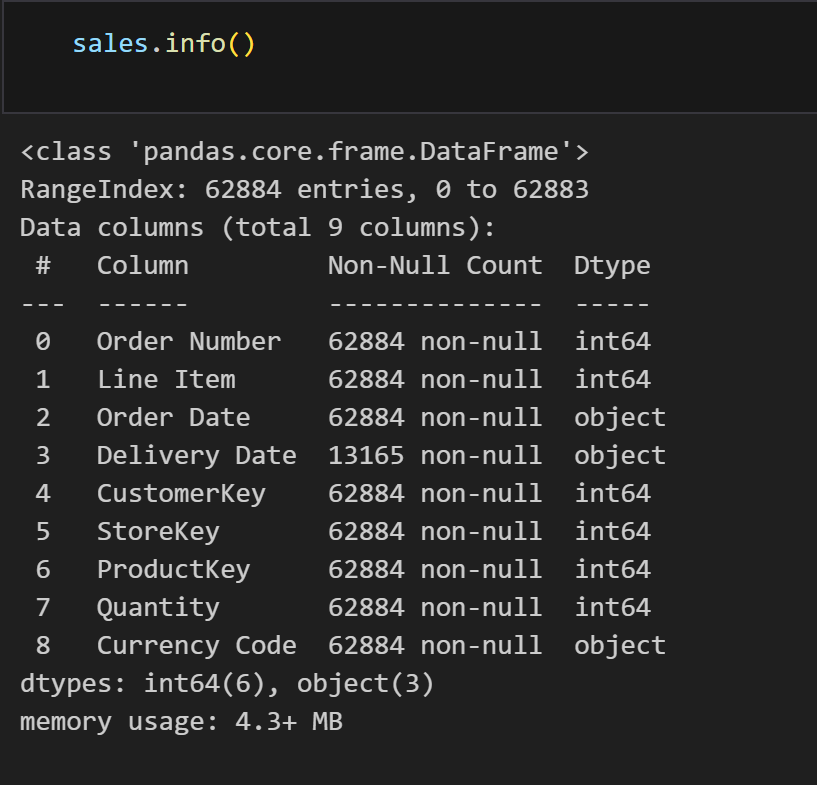 sales.info()
<class 'pandas.core.frame.DataFrame'>
RangeIndex: 62884 entries, 0 to 62883
Data columns (total 9 columns):
 #   Column         Non-Null Count  Dtype
---  ------         --------------  -----
 0   Order Number   62884 non-null  int64
 1   Line Item      62884 non-null  int64
 2   Order Date     62884 non-null  object
 3   Delivery Date  13165 non-null  object
 4   CustomerKey    62884 non-null  int64
 5   StoreKey       62884 non-null  int64
 6   ProductKey     62884 non-null  int64
 7   Quantity       62884 non-null  int64
 8   Currency Code  62884 non-null  object
dtypes: int64(6), object(3)
memory usage: 4.3+ MB